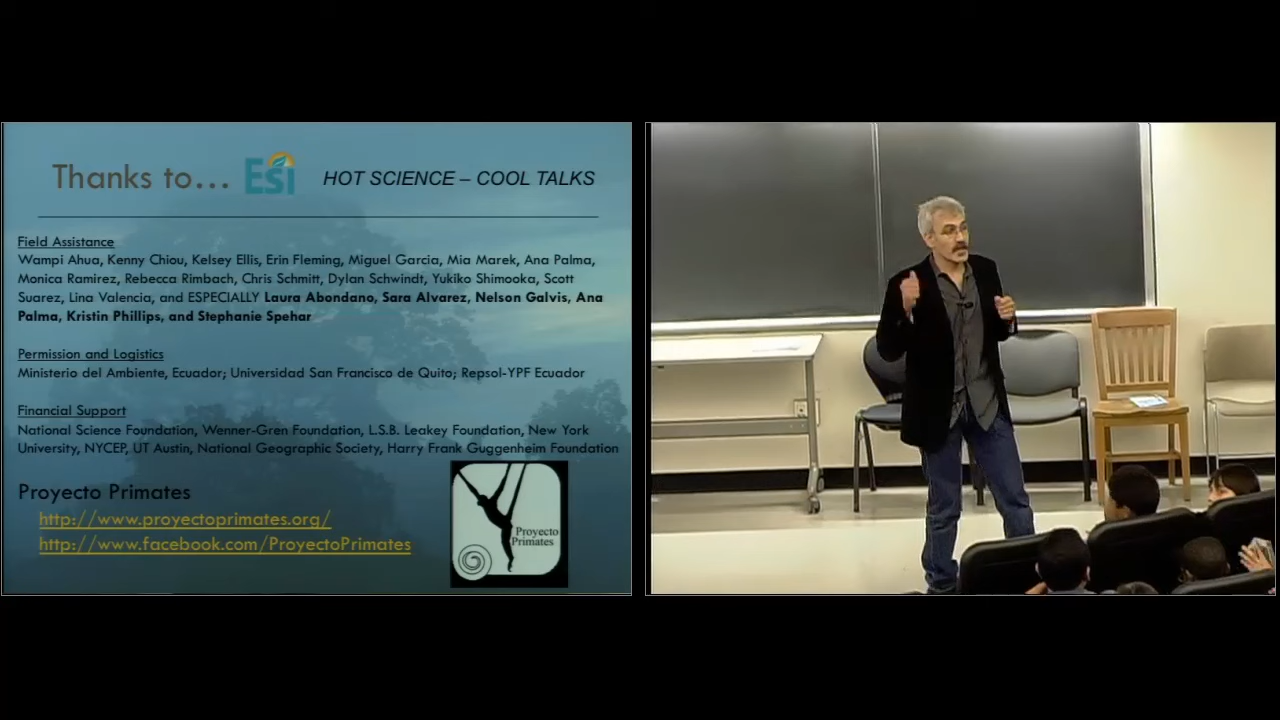 Thanks to... ESI HOT SCIENCE – COOL TALKS
Field Assistance
Wampi Ahua, Kenny Chiou, Kelsey Ellis, Erin Fleming, Miguel Garcia, Mia Marek, Ana Palma,
Monica Ramirez, Rebecca Rimbach, Chris Schmitt, Dylan Schwindt, Yukiko Shimooka, Scott
Suarez, Lina Valencia, and ESPECIALLY Laura Abondano, Sara Alvarez, Nelson Galvis, Ana
Palma, Kristin Phillips, and Stephanie Spehar
Permission and Logistics
Ministerio del Ambiente, Ecuador; Universidad San Francisco de Quito; Repsol-YPF Ecuador
Financial Support
National Science Foundation, Wenner-Gren Foundation, L.S.B. Leakey Foundation, New York
University, NYCEP, UT Austin, National Geographic Society, Harry Frank Guggenheim Foundation
Proyecto Primates
http://www.proyectoprimates.org/
http://www.facebook.com/ProyectoPrimates
Proyecto
Primates